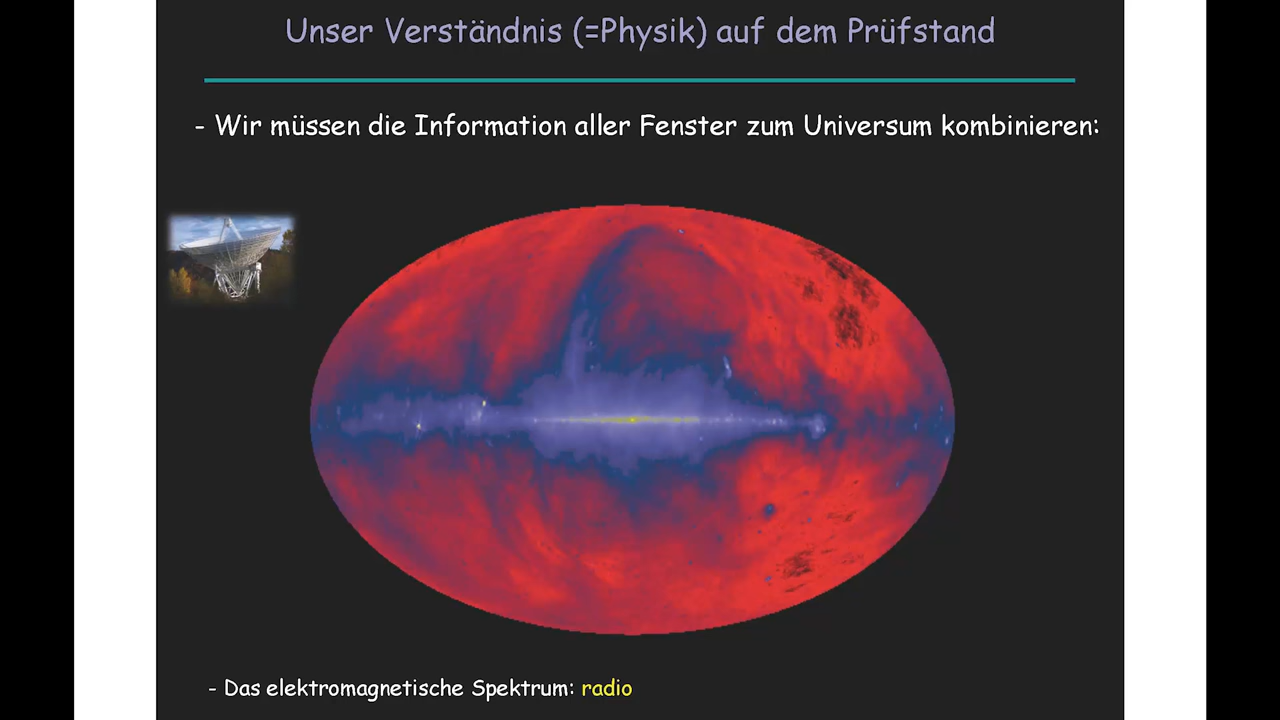 Unser Verständnis (=Physik) auf dem Prüfstand
- Wir müssen die Information aller Fenster zum Universum kombinieren:
- Das elektromagnetische Spektrum: radio